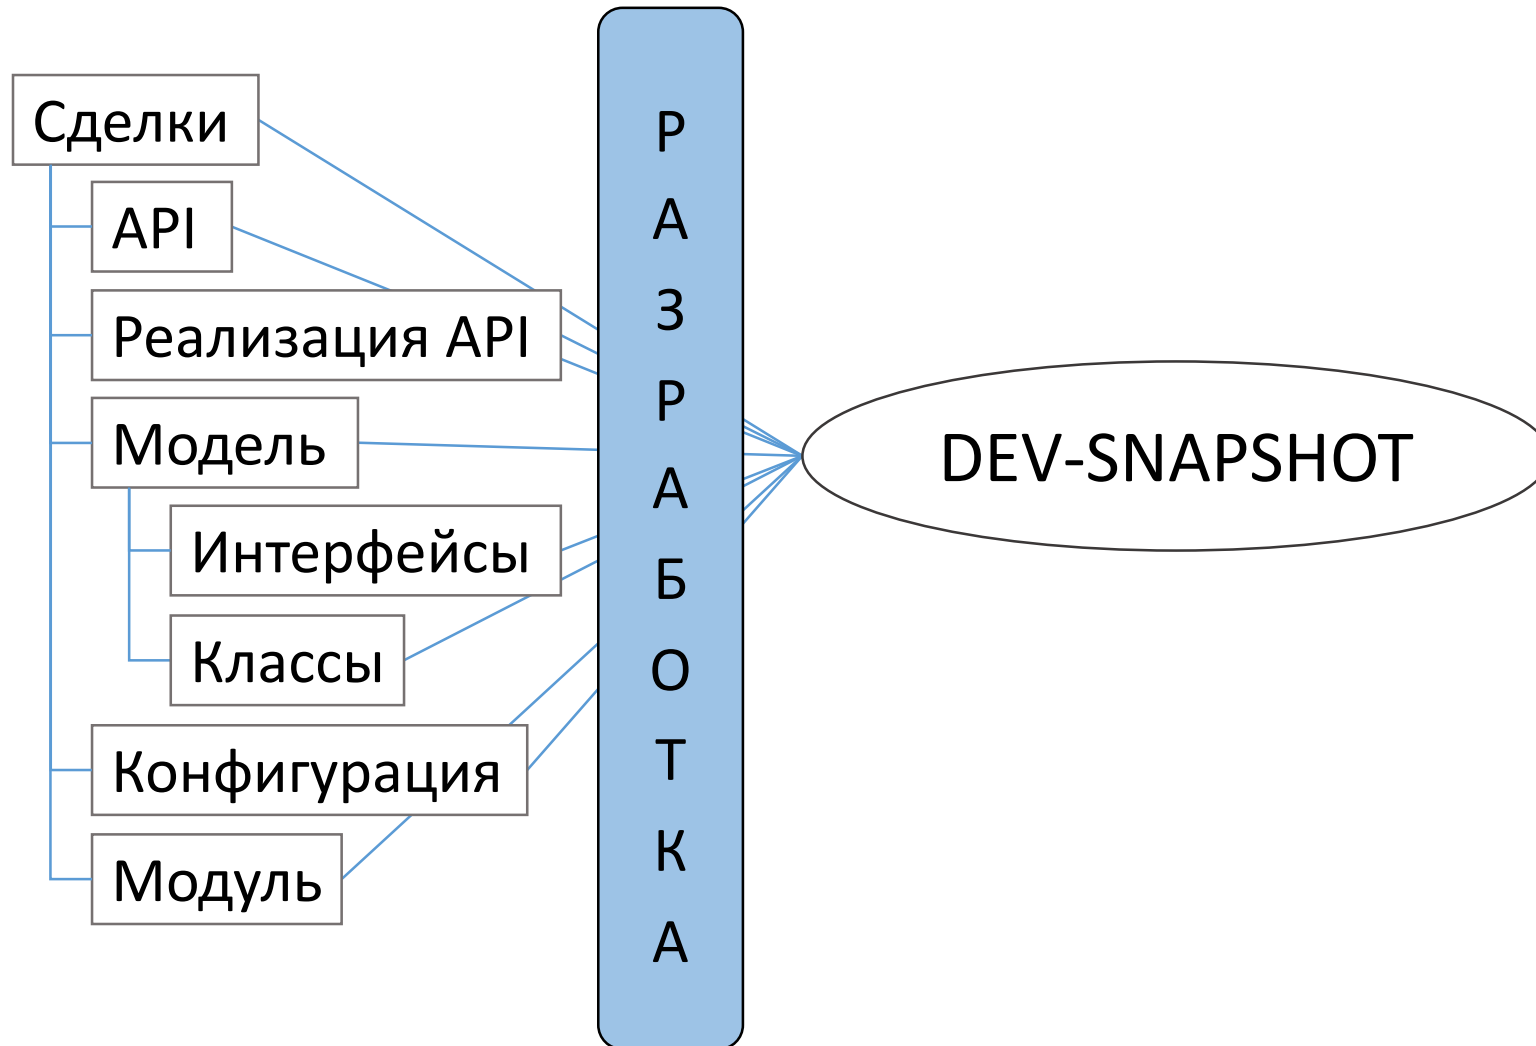 Сделки
API
Реализация API
Модель
Интерфейсы
Классы
Конфигурация
Модуль
Р
А
З
Р
А
Б
О
Т
К
А
DEV-SNAPSHOT